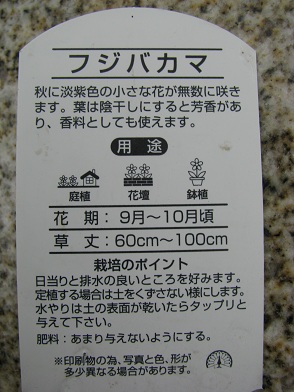 フジバカマ
秋に淡紫色の小さな花が無数に咲き
ます。葉は陰干しにすると芳香があ
り、香料としても使えます。
用途
庭植 花壇 鉢植
花期：9月～10月頃
草丈：60cm～100cm
栽培のポイント
日当りと排水の良いところを好みます。
定植する場合は土をくずさない様にします。
水やりは土の表面が乾いたらタップリと
与えて下さい。
肥料：あまり与えないようにする。
※印刷物の為、写真と色、形が
多少異なる場合があります。